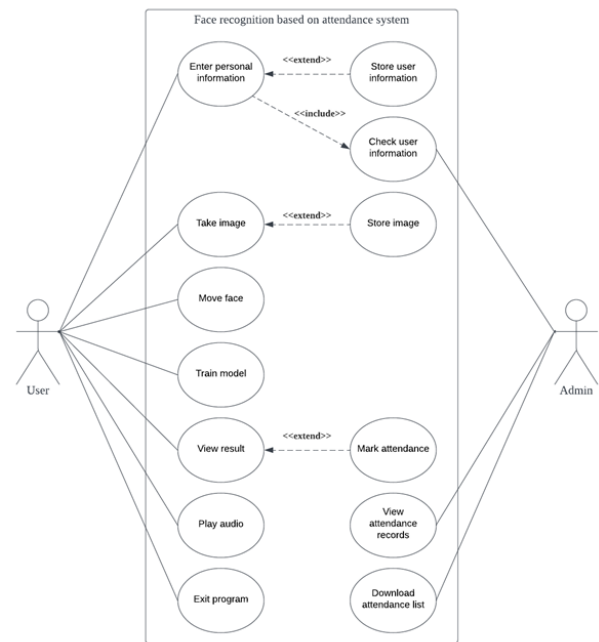 Face recognition based on attendance system
Enter personal
information
<<extend>>
Store user
information
<<include>>
Check user
information
Take image
<<extend>>
Store image
Move face
User
Admin
Train model
View result
<<extend>>
Mark attendance
Play audio
View
attendance
records
Exit program
Download
attendance list